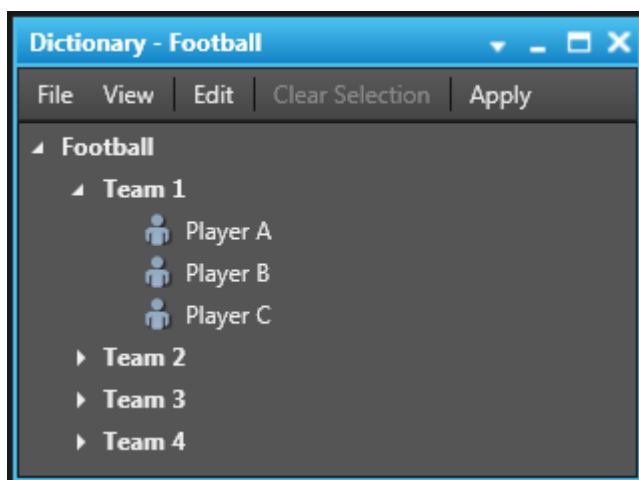 Dictionary - Football
File View Edit Clear Selection Apply
Football
Team 1
Player A
Player B
Player C
Team 2
Team 3
Team 4